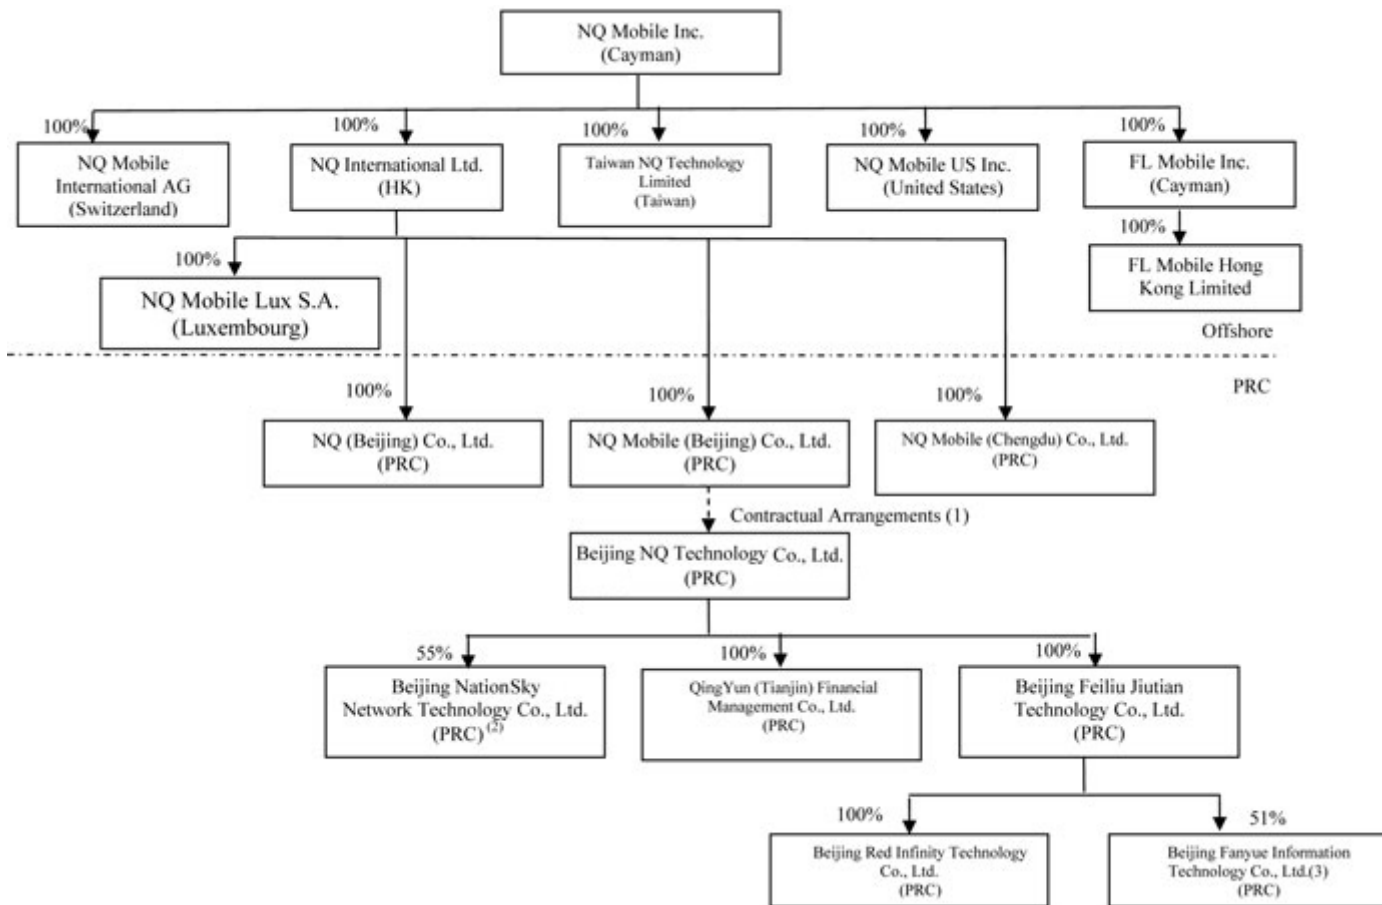 NQ Mobile Inc.
(Cayman)
100%
100%
100%
100%
100%
NQ Mobile
International AG
(Switzerland)
NQ International Ltd.
(HK)
Taiwan NQ Technology
Limited
(Taiwan)
NQ Mobile US Inc.
(United States)
FL Mobile Inc.
(Cayman)
100%
100%
NQ Mobile Lux S.A.
(Luxembourg)
FL Mobile Hong
Kong Limited
Offshore
PRC
100%
100%
100%
NQ (Beijing) Co., Ltd.
(PRC)
NQ Mobile (Beijing) Co., Ltd.
(PRC)
NQ Mobile (Chengdu) Co., Ltd.
(PRC)
Contractual Arrangements (1)
Beijing NQ Technology Co., Ltd.
(PRC)
55%
100%
100%
Beijing NationSky
Network Technology Co., Ltd.
(PRC)(2)
QingYun (Tianjin) Financial
Management Co., Ltd.
(PRC)
Beijing Feiliu Jiutian
Technology Co., Ltd.
(PRC)
100%
51%
Beijing Red Infinity Technology
Co., Ltd.
(PRC)
Beijing Fanyue Information
Technology Co., Ltd.(3)
(PRC)